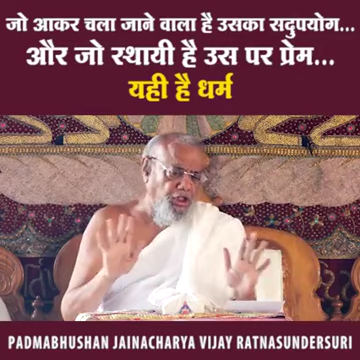 जो आकर चला जाने वाला है उसका सदुपयोग...
और जो स्थायी है उस पर प्रेम...
यही है धर्म
PADMABHUSHAN JAINACHARYA VIJAY RATNASUNDERSURI